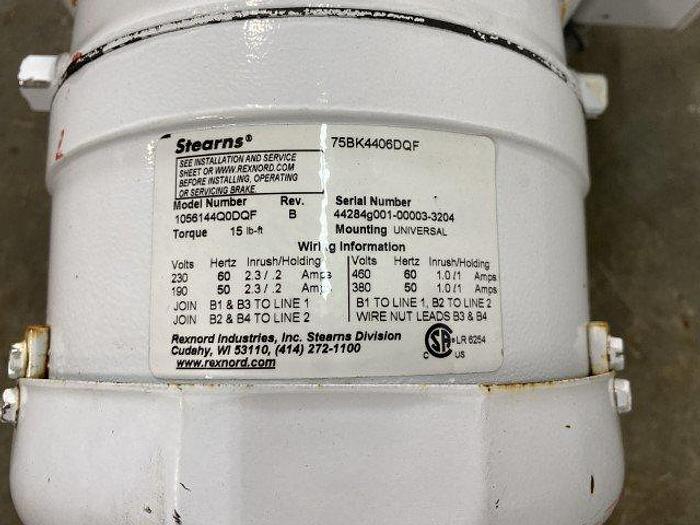 Stearns® 75BK4406DQF
SEE INSTALLATION AND SERVICE
SHEET OR WWW.REXNORD.COM
BEFORE INSTALLING, OPERATING
OR SERVICING BRAKE.
Model Number Rev. Serial Number
1056144Q0DQF B 44284g001-00003-3204
Torque 15 lb-ft Mounting UNIVERSAL
Wiring Information
Volts Hertz Inrush/Holding Volts Hertz Inrush/Holding
230 60 2.3 / .2 Amps 460 60 1.0 /1 Amps
190 50 2.3 / .2 Amps 380 50 1.0 /1 Amps
JOIN B1 & B3 TO LINE 1 B1 TO LINE 1, B2 TO LINE 2
JOIN B2 & B4 TO LINE 2 WIRE NUT LEADS B3 & B4
Rexnord Industries, Inc. Stearns Division
Cudahy, WI 53110, (414) 272-1100
www.rexnord.com
C SA US LR 6254